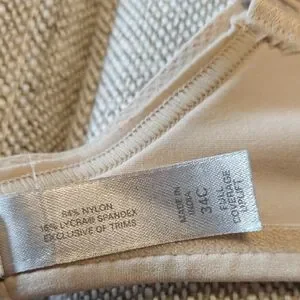 84% NYLON
16% LYCRA® SPANDEX
EXCLUSIVE OF TRIMS
MADE IN
INDIA
34C
FULL
COVERAGE
UPLIFT